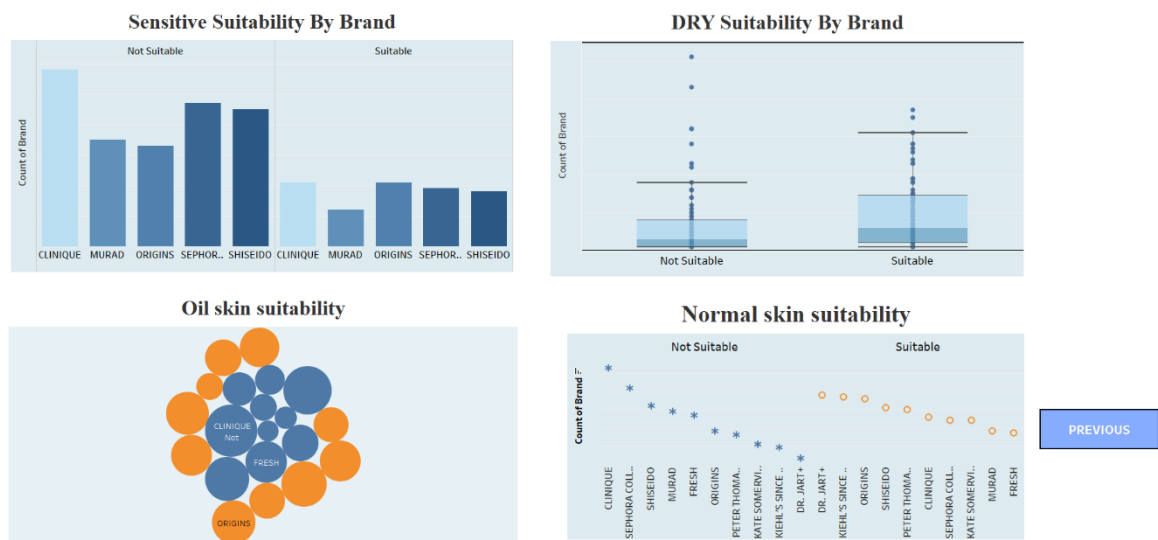 Sensitive Suitability By Brand
Not Suitable
Suitable
Count of Brand
CLINIQUE
MURAD
ORIGINS
SEPHOR..
SHISEIDO
CLINIQUE
MURAD
ORIGINS
SEPHOR..
SHISEIDO
DRY Suitability By Brand
Count of Brand
Not Suitable
Suitable
Oil skin suitability
CLINIQUE
Not
FRESH
ORIGINS
Normal skin suitability
Not Suitable
Suitable
Count of Brand
CLINIQUE
SEPHORA COLL..
SHISEIDO
MURAD
FRESH
ORIGINS
PETER THOMA..
KATE SOMERVI..
KIEHL'S SINCE ..
DR. JART+
DR. JART+
KIEHL'S SINCE ..
ORIGINS
SHISEIDO
PETER THOMA..
CLINIQUE
SEPHORA COLL..
KATE SOMERVI..
MURAD
FRESH
PREVIOUS